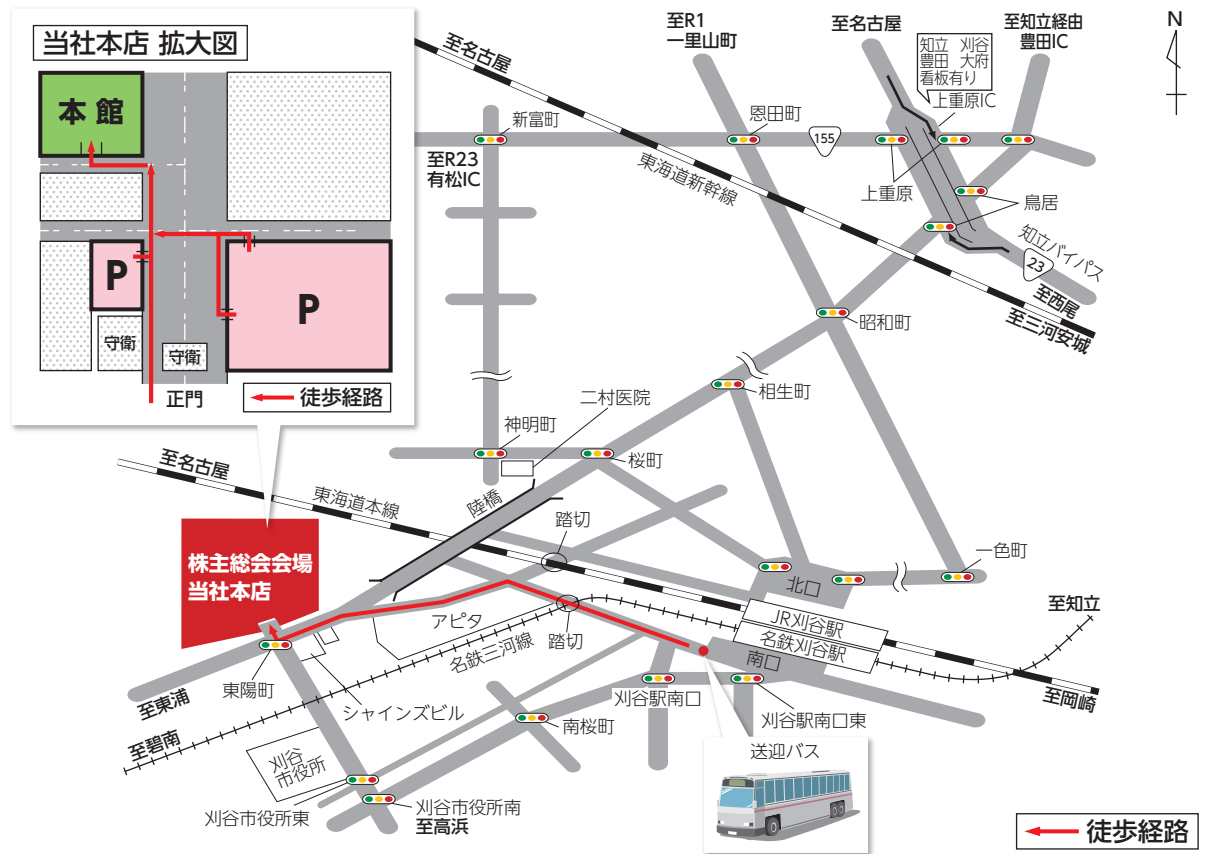 当社本店 拡大図
本 館
P
P
守衛
守衛
正門
徒歩経路
至名古屋
至R1
一里山町
至名古屋
至知立経由
豊田IC
N
知立 刈谷
豊田 大府
看板有り
上重原IC
新富町
恩田町
155
至R23
有松IC
東海道新幹線
上重原
鳥居
知立バイパス
23
至西尾
至三河安城
昭和町
相生町
二村医院
神明町
桜町
至名古屋
東海道本線
陸橋
踏切
一色町
株主総会会場
当社本店
北口
至知立
アピタ
JR刈谷駅
名鉄刈谷駅
踏切
名鉄三河線
南口
東陽町
至東浦
シャインズビル
刈谷駅南口
至岡崎
刈谷駅南口東
南桜町
至碧南
刈谷
市役所
送迎バス
刈谷市役所東
刈谷市役所南
至高浜
徒歩経路